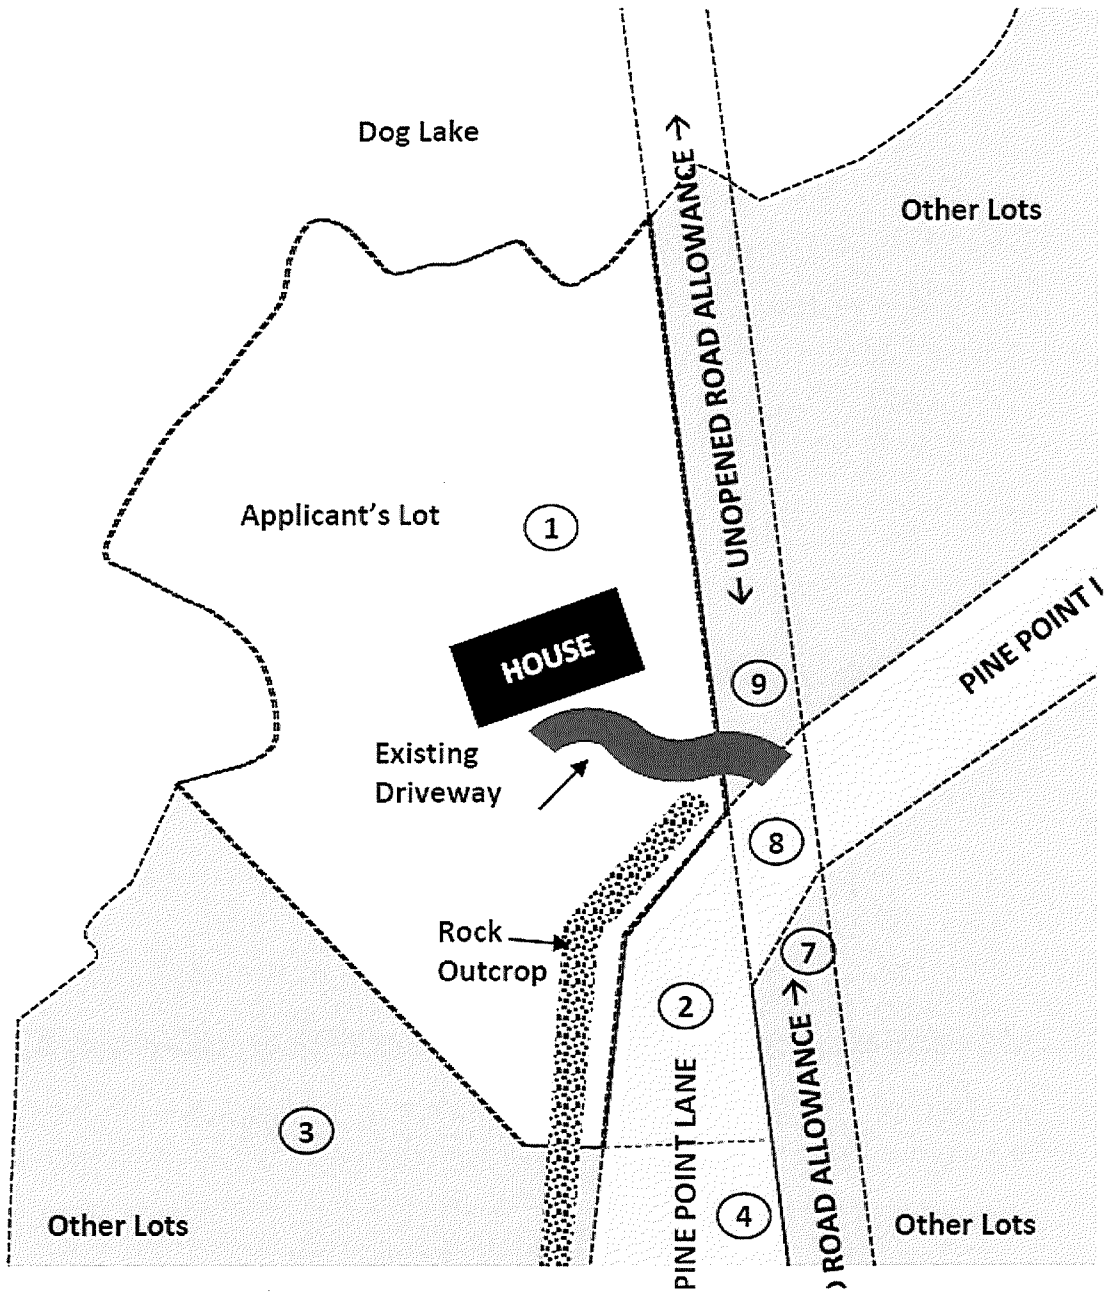 Dog Lake
← UNOPENED ROAD ALLOWANCE →
Other Lots
Applicant's Lot
1
HOUSE
PINE POINT
9
Existing
Driveway
8
Rock
Outcrop
7
2
ROAD ALLOWANCE →
PINE POINT LANE
3
4
Other Lots
Other Lots